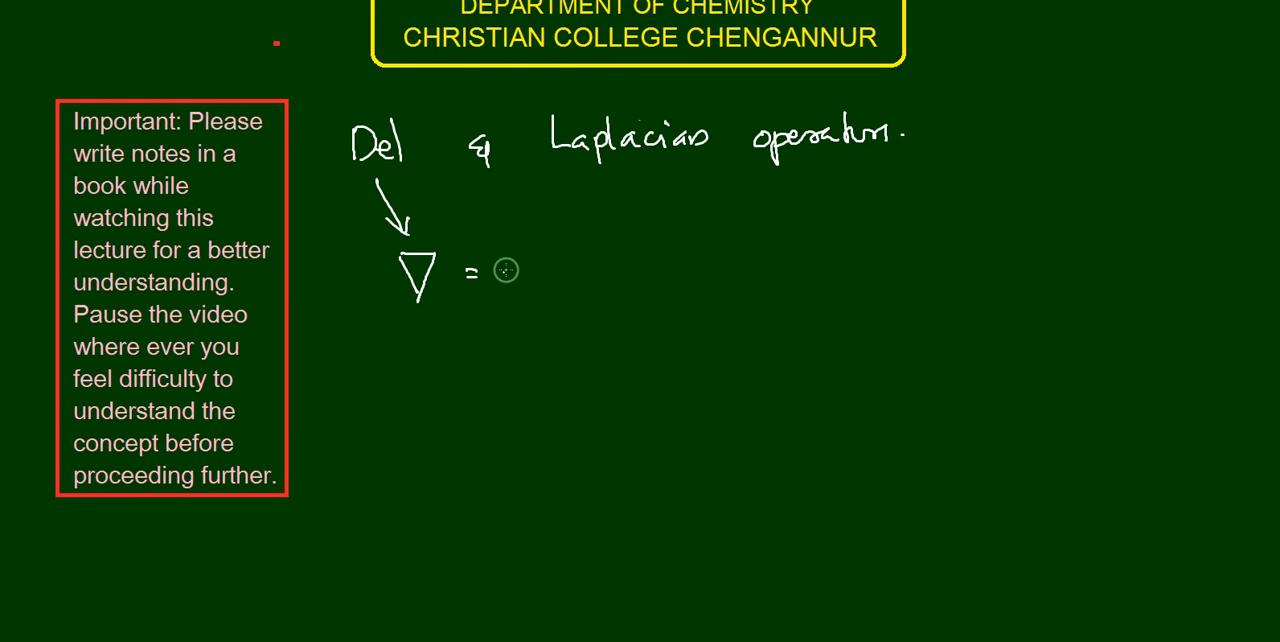 DEPARTMENT OF CHEMISTRY
CHRISTIAN COLLEGE CHENGANNUR
Important: Please
write notes in a
book while
watching this
lecture for a better
understanding.
Pause the video
where ever you
feel difficulty to
understand the
concept before
proceeding further.
Del & Laplacian operators.
∇ =